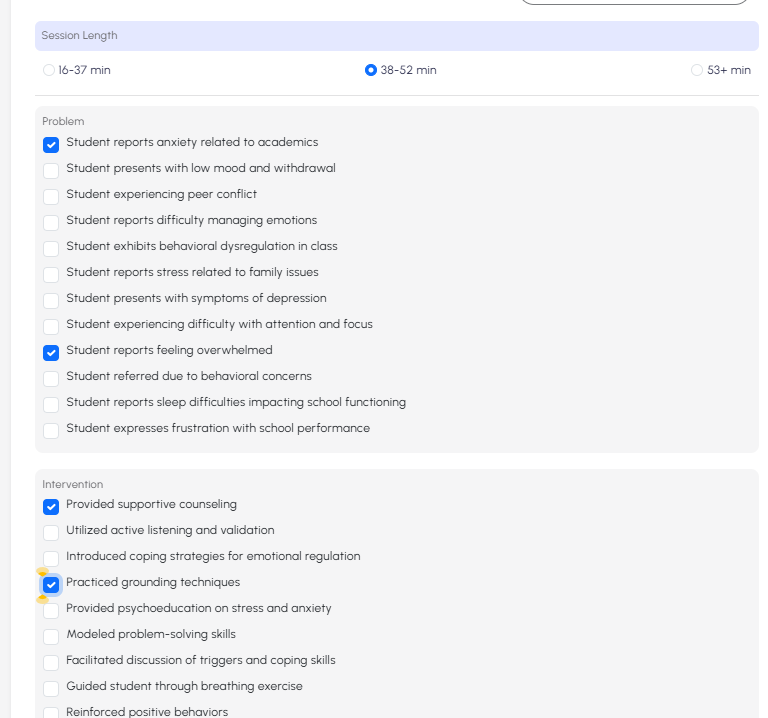 Session Length
16-37 min 38-52 min 53+ min
Problem
Student reports anxiety related to academics
Student presents with low mood and withdrawal
Student experiencing peer conflict
Student reports difficulty managing emotions
Student exhibits behavioral dysregulation in class
Student reports stress related to family issues
Student presents with symptoms of depression
Student experiencing difficulty with attention and focus
Student reports feeling overwhelmed
Student referred due to behavioral concerns
Student reports sleep difficulties impacting school functioning
Student expresses frustration with school performance
Intervention
Provided supportive counseling
Utilized active listening and validation
Introduced coping strategies for emotional regulation
Practiced grounding techniques
Provided psychoeducation on stress and anxiety
Modeled problem-solving skills
Facilitated discussion of triggers and coping skills
Guided student through breathing exercise
Reinforced positive behaviors